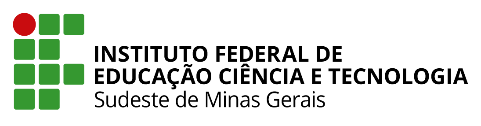 INSTITUTO FEDERAL DE
EDUCAÇÃO CIÊNCIA E TECNOLOGIA
Sudeste de Minas Gerais